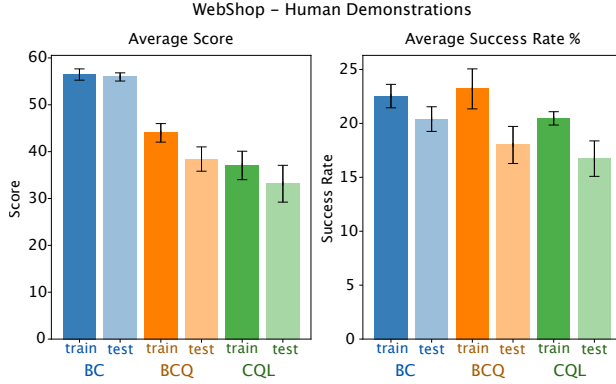 WebShop – Human Demonstrations
Average Score
Score
60
50
40
30
20
10
0
train test train test train test
BC BCQ CQL
Average Success Rate %
Success Rate
25
20
15
10
5
0
train test train test train test
BC BCQ CQL